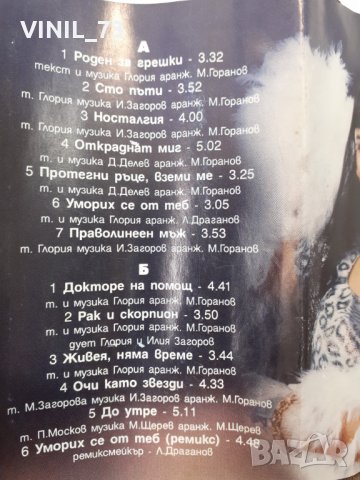 VINIL_73
А
1 Роден за грешки - 3.32
текст и музика Глория аранж. М.Горанов
2 Сто пъти - 3.52
т. Глория музика И.Загоров аранж. М.Горанов
3 Носталгия - 4.00
т. Глория музика И.Загоров аранж. М.Горанов
4 Откраднат миг - 5.02
т. и музика Д.Делев аранж. М.Горанов
5 Протегни ръце, вземи ме - 3.25
т. и музика Д.Делев аранж. М.Горанов
6 Уморих се от теб - 3.05
т. и музика Глория аранж. Л.Драганов
7 Праволинеен мъж - 3.53
т. Глория музика И.Загоров аранж. М.Горанов
Б
1 Докторе на помощ - 4.41
т. и музика Глория аранж. М.Горанов
2 Рак и скорпион - 3.50
т. и музика Глория аранж. М.Горанов
дует Глория и Илия Загоров
3 Живея, няма време - 3.44
т. и музика Глория аранж. М.Горанов
4 Очи като звезди - 4.33
т. М.Загорова музика И.Загоров аранж. М.Горанов
5 До утре - 5.11
т. П.Москов музика М.Щерев аранж. М.Щерев
6 Уморих се от теб (ремикс) - 4.48
ремиксмейкър - Л.Драганов
BAZAR